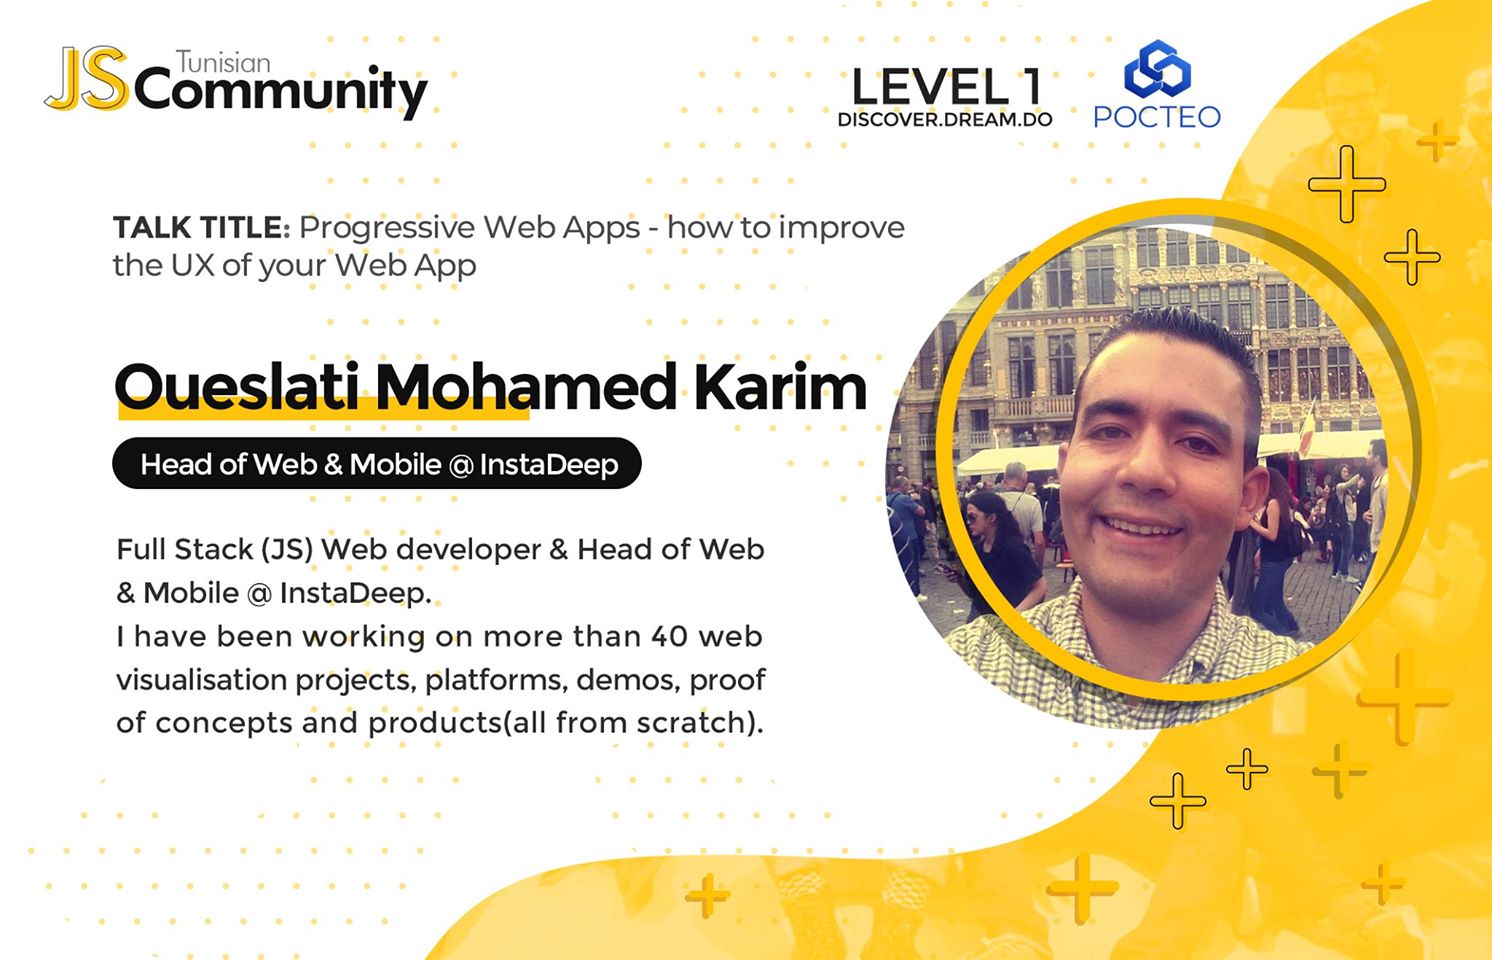 JS Tunisian Community
LEVEL 1
DISCOVER.DREAM.DO
POCTEO
TALK TITLE: Progressive Web Apps - how to improve
the UX of your Web App
Oueslati Mohamed Karim
Head of Web & Mobile @ InstaDeep
Full Stack (JS) Web developer & Head of Web
& Mobile @ InstaDeep.
I have been working on more than 40 web
visualisation projects, platforms, demos, proof
of concepts and products(all from scratch).